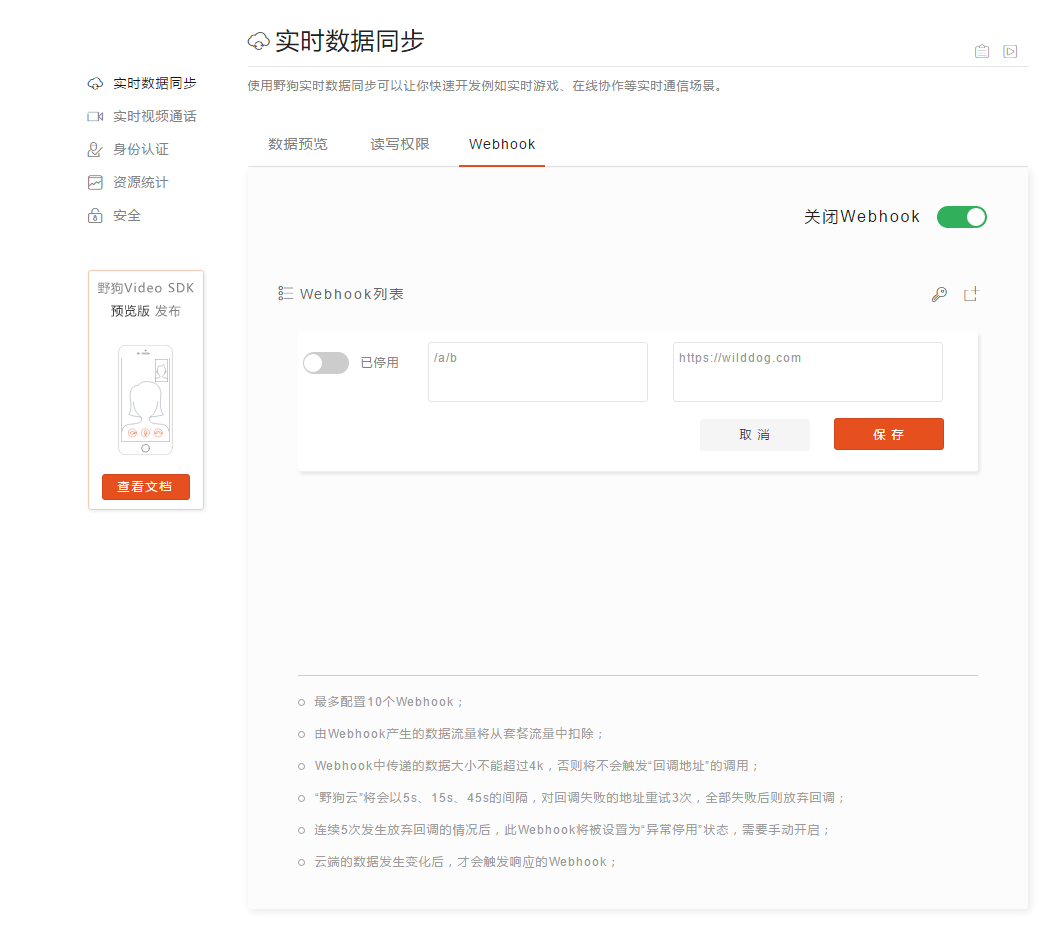 实时数据同步
使用野狗实时数据同步可以让你快速开发例如实时游戏、在线协作等实时通信场景。
实时数据同步
实时视频通话
身份认证
资源统计
安全
野狗Video SDK
预览版 发布
查看文档
数据预览 读写权限 Webhook
关闭Webhook
Webhook列表
已停用 /a/b https://wilddog.com
取 消 保 存
最多配置10个Webhook；
由Webhook产生的数据流量将从套餐流量中扣除；
Webhook中传递的数据大小不能超过4k，否则将不会触发“回调地址”的调用；
“野狗云”将会以5s、15s、45s的间隔，对回调失败的地址重试3次，全部失败后则放弃回调；
连续5次发生放弃回调的情况后，此Webhook将被设置为“异常停用”状态，需要手动开启；
云端的数据发生变化后，才会触发响应的Webhook；